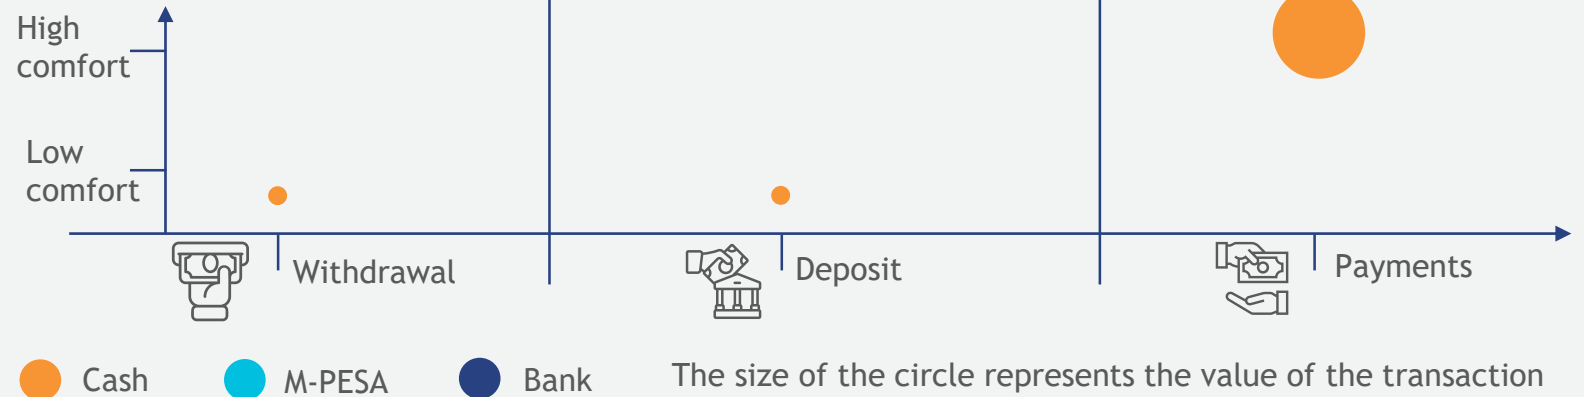 High
comfort
Low
comfort
Withdrawal
Deposit
Payments
Cash
M-PESA
Bank
The size of the circle represents the value of the transaction